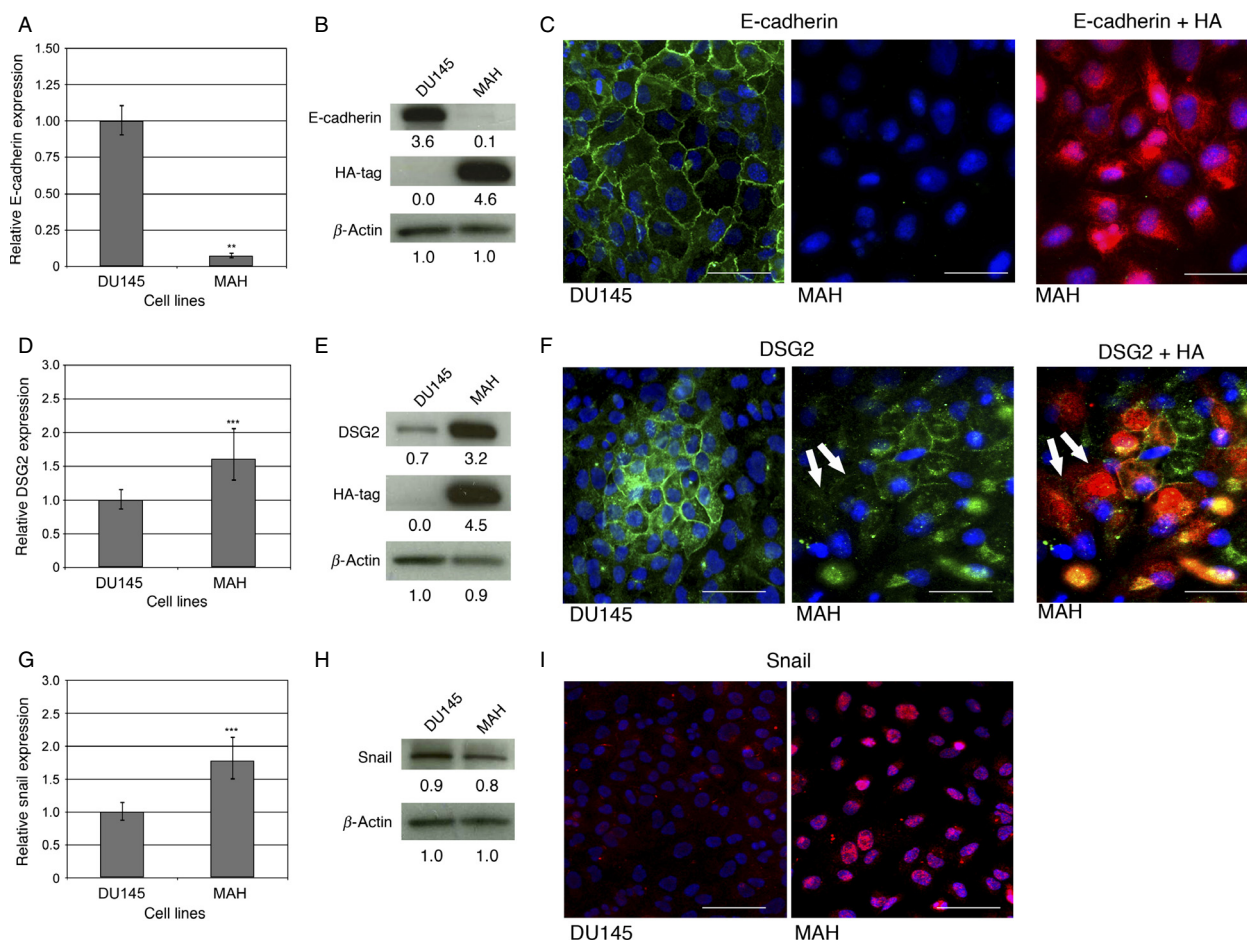 A
Relative E-cadherin expression
1.50
1.25
1.00
0.75
0.50
0.25
0
**
DU145
MAH
Cell lines
B
DU145
MAH
E-cadherin
3.6
0.1
HA-tag
0.0
4.6
β-Actin
1.0
1.0
C
E-cadherin
E-cadherin + HA
DU145
MAH
MAH
D
Relative DSG2 expression
3.0
2.5
2.0
1.5
1.0
0.5
0
***
DU145
MAH
Cell lines
E
DU145
MAH
DSG2
0.7
3.2
HA-tag
0.0
4.5
β-Actin
1.0
0.9
F
DSG2
DSG2 + HA
DU145
MAH
MAH
G
Relative snail expression
3.0
2.5
2.0
1.5
1.0
0.5
0
***
DU145
MAH
Cell lines
H
DU145
MAH
Snail
0.9
0.8
β-Actin
1.0
1.0
I
Snail
DU145
MAH